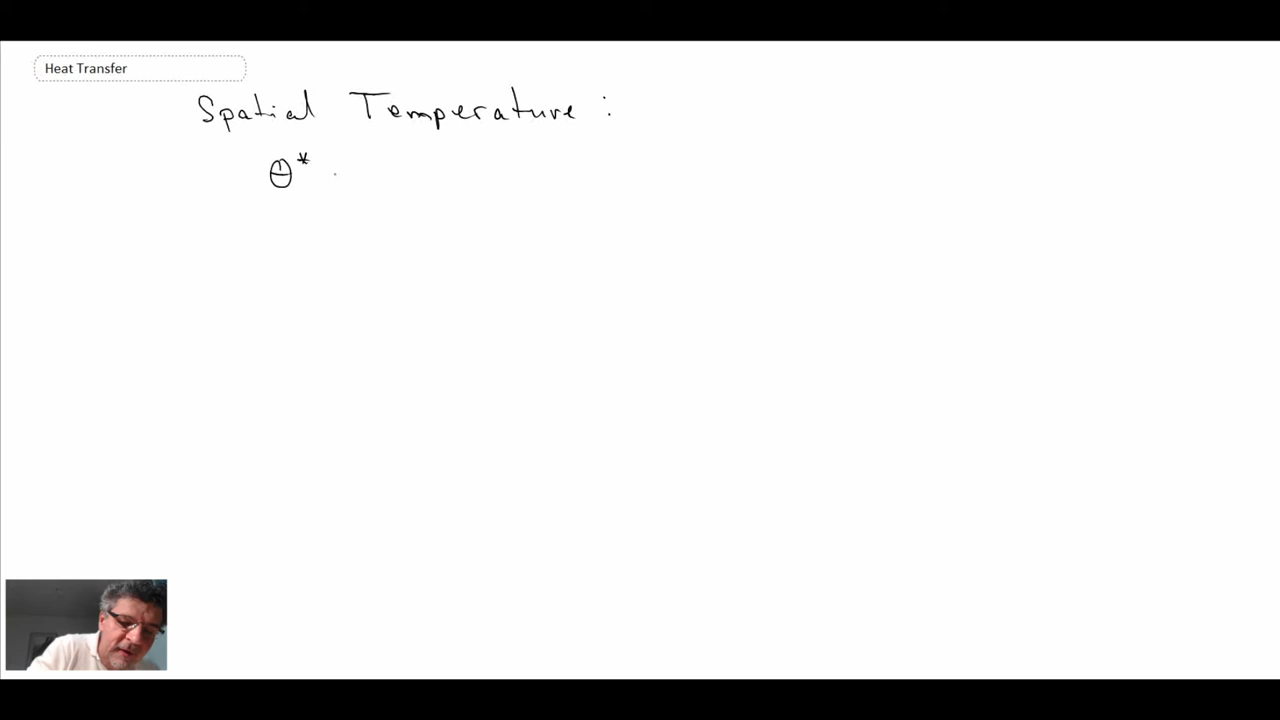 Heat Transfer
Spatial Temperature :
θ*